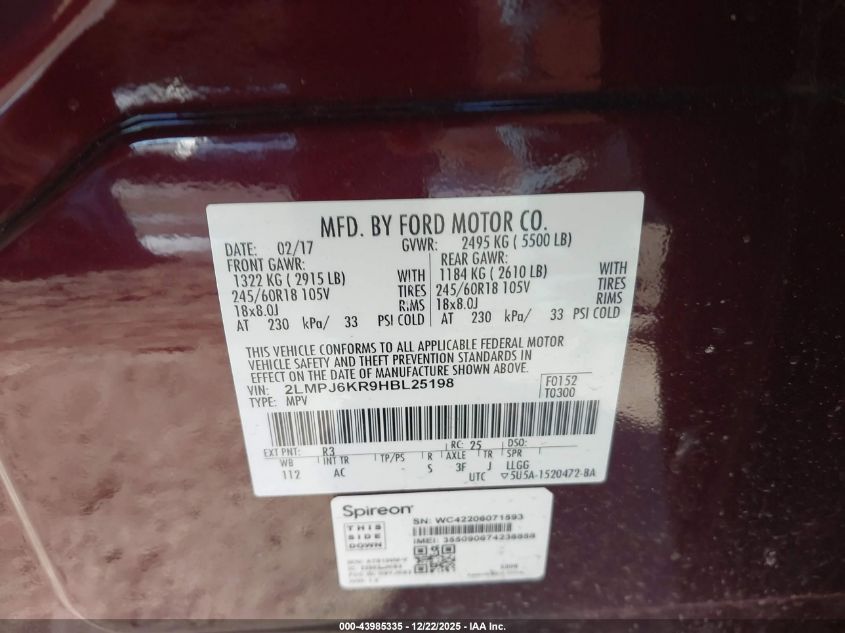 MFD. BY FORD MOTOR CO.
DATE: 02/17 GVWR: 2495 KG ( 5500 LB)
FRONT GAWR: REAR GAWR:
1322 KG ( 2915 LB) WITH 1184 KG ( 2610 LB) WITH
245/60R18 105V TIRES 245/60R18 105V TIRES
18x8.0J RIMS 18x8.0J RIMS
AT 230 kPa/ 33 PSI COLD AT 230 kPa/ 33 PSI COLD
THIS VEHICLE CONFORMS TO ALL APPLICABLE FEDERAL MOTOR
VEHICLE SAFETY AND THEFT PREVENTION STANDARDS IN
EFFECT ON THE DATE OF MANUFACTURE SHOWN ABOVE.
VIN: 2LMPJ6KR9HBL25198 F0152
TYPE: MPV T0300
EXT PNT: R3 RC: 25 DSO:
WB INT TR TP/PS R AXLE TR SPR
112 AC - S 3F J LLGG
UTC ▽5U5A-1520472-8A
Spireon
SN: WC42206071593
THIS SIDE DOWN
000-43985335 - 12/22/2025 - IAA Inc.